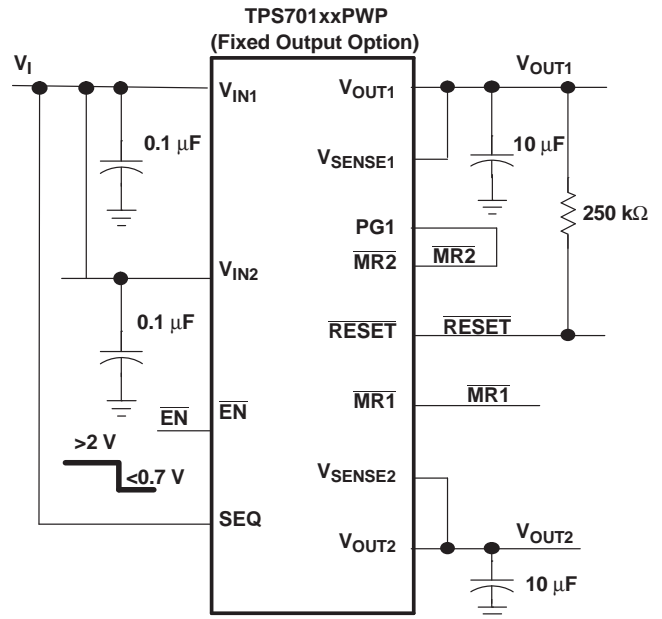 TPS701xxPWP
(Fixed Output Option)
VI
VIN1
VOUT1
VOUT1
0.1 μF
10 μF
VSENSE1
250 kΩ
PG1
MR2
MR2
VIN2
0.1 μF
RESET
RESET
EN
EN
MR1
MR1
>2 V
<0.7 V
VSENSE2
SEQ
VOUT2
VOUT2
10 μF